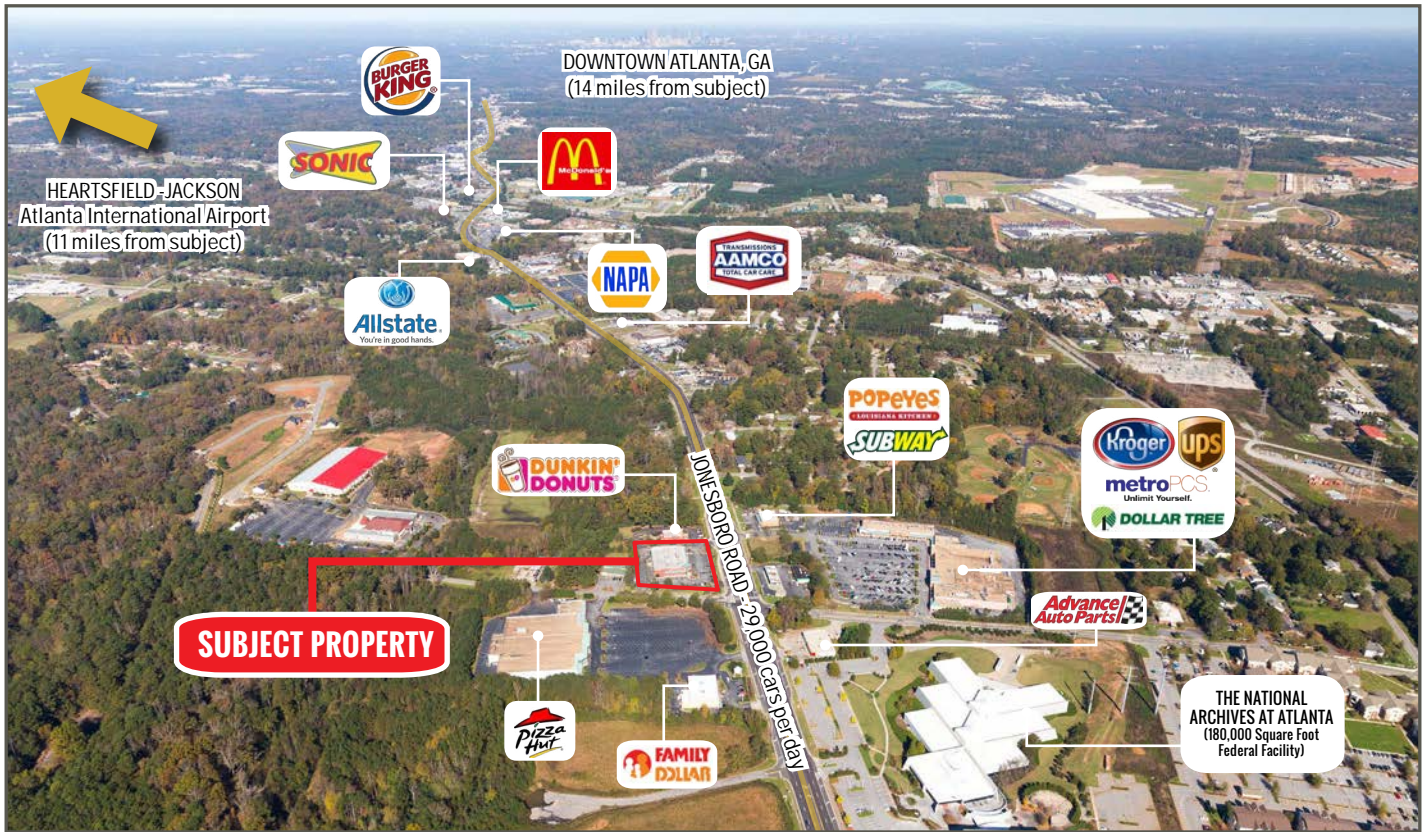 DOWNTOWN ATLANTA, GA
(14 miles from subject)
BURGER
KING
SONIC
McDonald's
HEARTSFIELD -JACKSON
Atlanta International Airport
(11 miles from subject)
TRANSMISSIONS
AAMCO
TOTAL CAR CARE
NAPA
Allstate
You're in good hands.
POPEYES
LOUISIANA KITCHEN
SUBWAY
Kroger
ups
metroPCS.
Unlimit Yourself.
DOLLAR TREE
DUNKIN'
DONUTS
JONESBORO ROAD - 29,000 cars per day
Advance
Auto Parts
SUBJECT PROPERTY
THE NATIONAL
ARCHIVES AT ATLANTA
(180,000 Square Foot
Federal Facility)
Pizza
Hut
FAMILY
DOLLAR